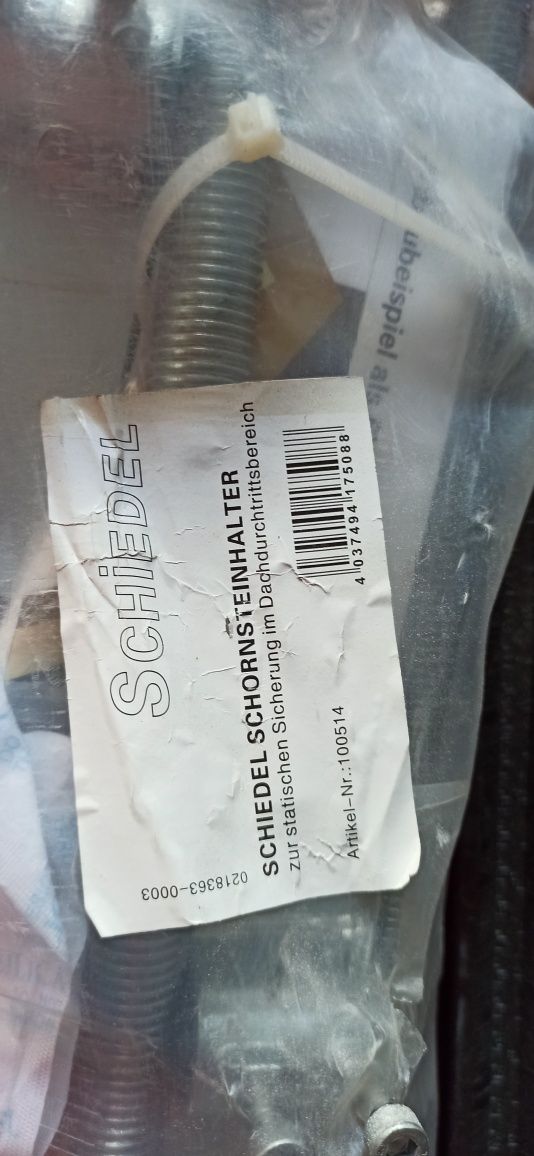 SCHiEDEL
SCHIEDEL SCHORNSTEINHALTER
zur statischen Sicherung im Dachdurchtrittsbereich
Artikel-Nr.:100514
4 037494 175088
0218363-0003
ubeispiel als